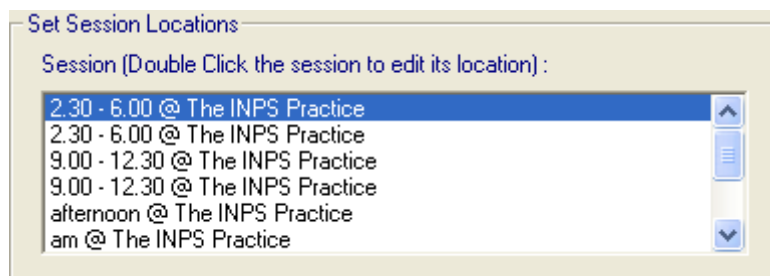 Set Session Locations
Session (Double Click the session to edit its location) :
2.30 - 6.00 @ The INPS Practice
2.30 - 6.00 @ The INPS Practice
9.00 - 12.30 @ The INPS Practice
9.00 - 12.30 @ The INPS Practice
afternoon @ The INPS Practice
am @ The INPS Practice